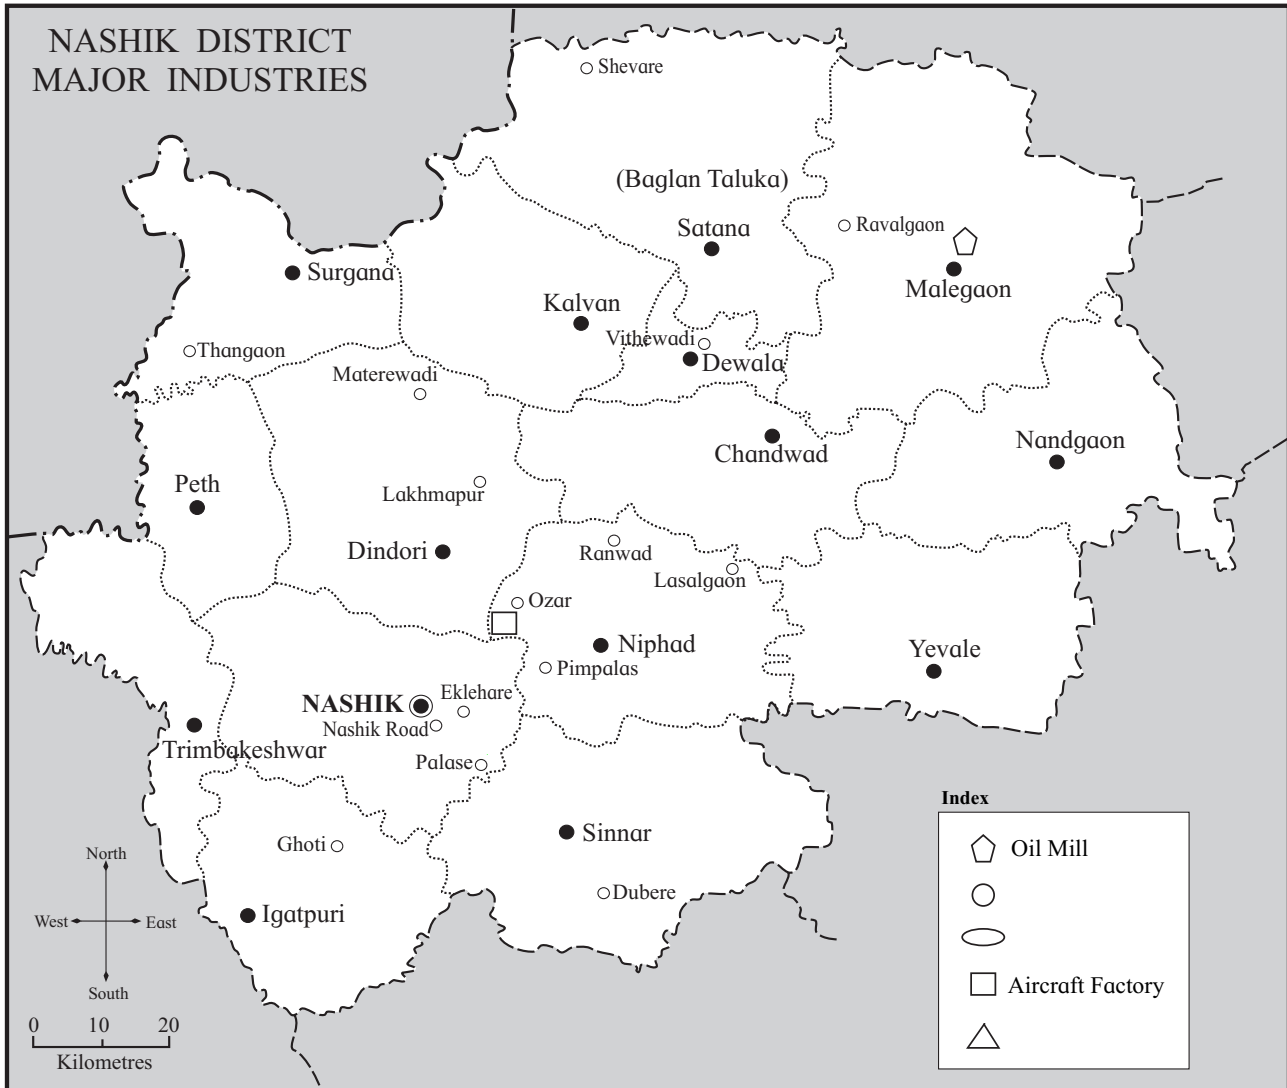 NASHIK DISTRICT
MAJOR INDUSTRIES
Shevare
(Baglan Taluka)
Satana
Ravalgaon
Malegaon
Surgana
Kalvan
Thangaon
Vithewadi
Dewala
Materewadi
Chandwad
Nandgaon
Peth
Lakhmapur
Dindori
Ranwad
Lasalgaon
Ozar
Niphad
Yevale
Pimpalas
NASHIK
Eklehare
Nashik Road
Trimbakeshwar
Palase
Sinnar
Ghoti
Dubere
Igatpuri
North
West
East
South
0 10 20
Kilometres
Index
Oil Mill
Aircraft Factory